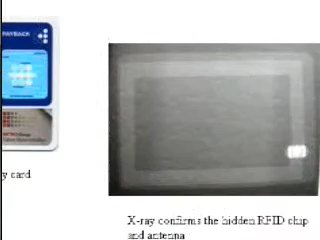 PAYBACK
y card
X-ray confirms the hidden RFID chip
and antenna